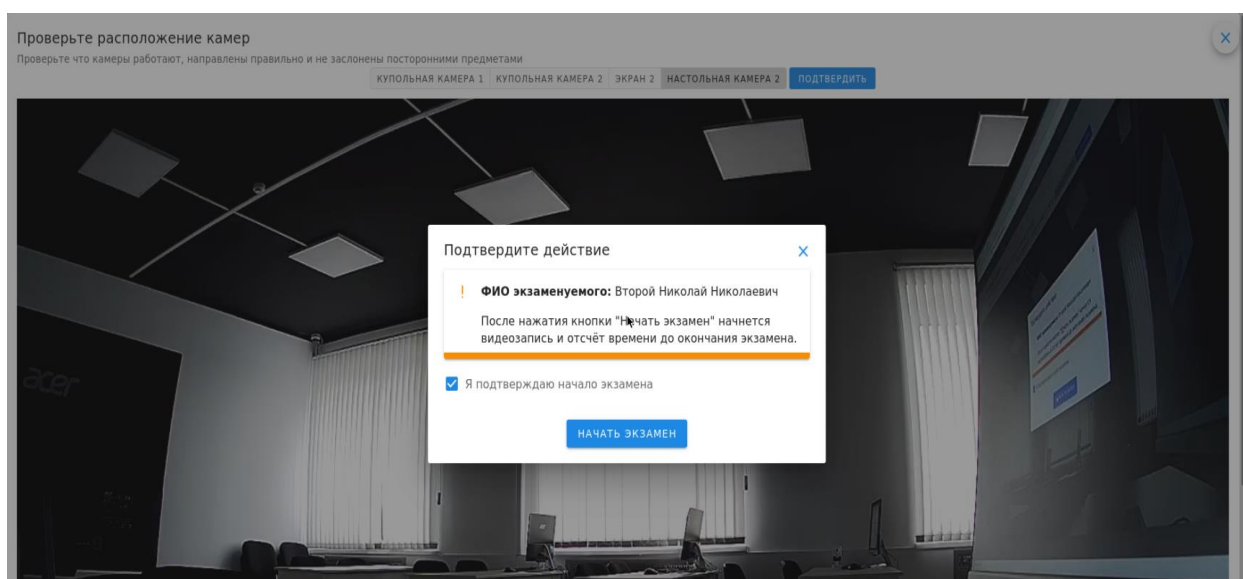 Проверьте расположение камер
Проверьте что камеры работают, направлены правильно и не заслонены посторонними предметами
КУПОЛЬНАЯ КАМЕРА 1 КУПОЛЬНАЯ КАМЕРА 2 ЭКРАН 2 НАСТОЛЬНАЯ КАМЕРА 2 ПОДТВЕРДИТЬ
Подтвердите действие
ФИО экзаменуемого: Второй Николай Николаевич
После нажатия кнопки "Начать экзамен" начнется
видеозапись и отсчёт времени до окончания экзамена.
Я подтверждаю начало экзамена
НАЧАТЬ ЭКЗАМЕН
acer